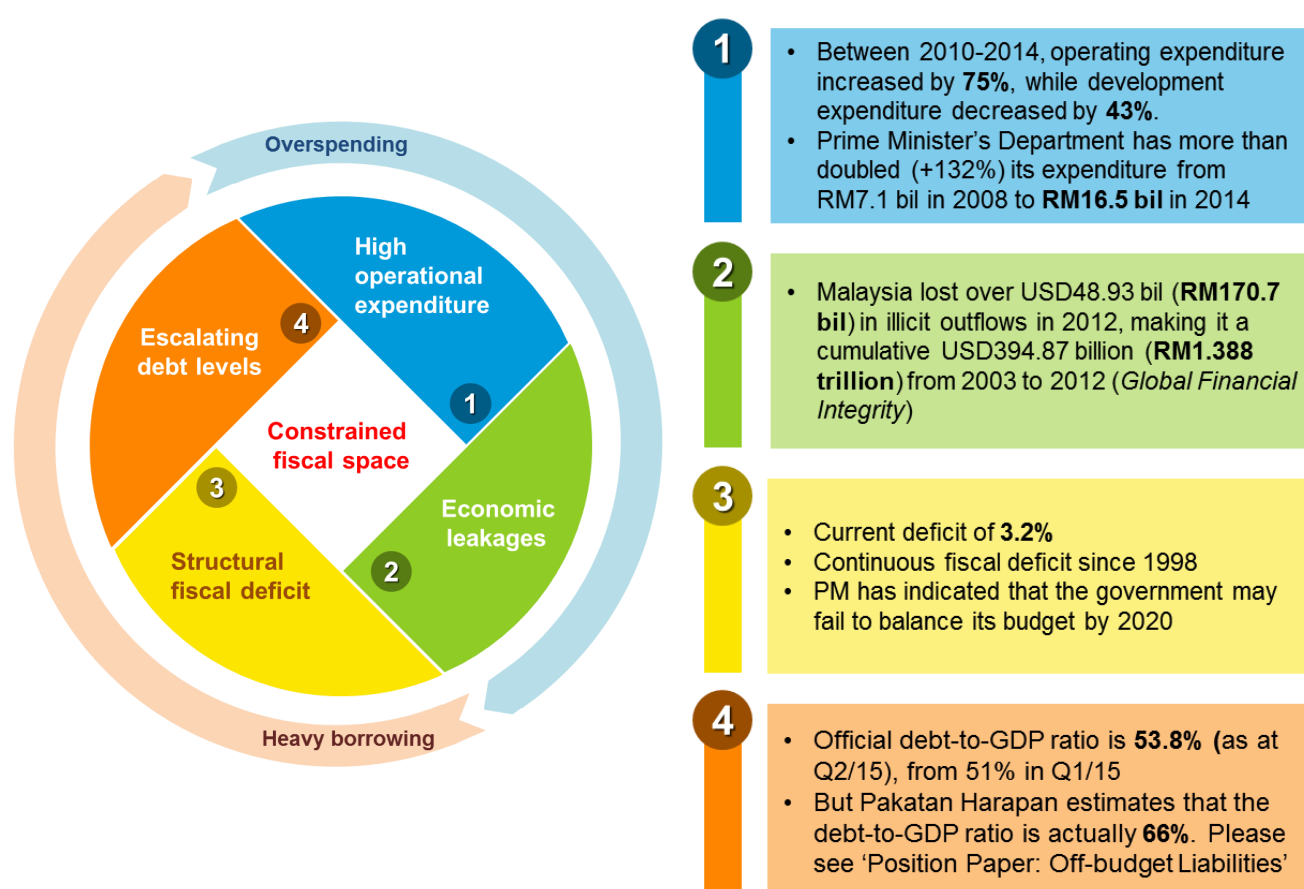 Overspending
High
operational
expenditure
1
Economic
leakages
2
Structural
fiscal deficit
3
Escalating
debt levels
4
Constrained
fiscal space
Heavy borrowing
1
• Between 2010-2014, operating expenditure
increased by 75%, while development
expenditure decreased by 43%.
• Prime Minister’s Department has more than
doubled (+132%) its expenditure from
RM7.1 bil in 2008 to RM16.5 bil in 2014
2
• Malaysia lost over USD48.93 bil (RM170.7
bil) in illicit outflows in 2012, making it a
cumulative USD394.87 billion (RM1.388
trillion) from 2003 to 2012 (Global Financial
Integrity)
3
• Current deficit of 3.2%
• Continuous fiscal deficit since 1998
• PM has indicated that the government may
fail to balance its budget by 2020
4
• Official debt-to-GDP ratio is 53.8% (as at
Q2/15), from 51% in Q1/15
• But Pakatan Harapan estimates that the
debt-to-GDP ratio is actually 66%. Please
see ‘Position Paper: Off-budget Liabilities’